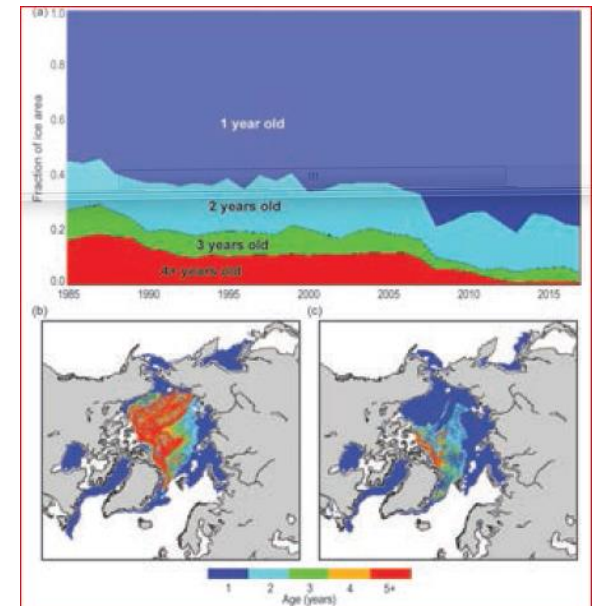 (a)
1.0
0.8
0.6
0.4
0.2
0.0
Fraction of ice area
1 year old
2 years old
3 years old
4+ years old
1985 1990 1995 2000 2005 2010 2015
(b) (c)
1 2 3 4 5+
Age (years)